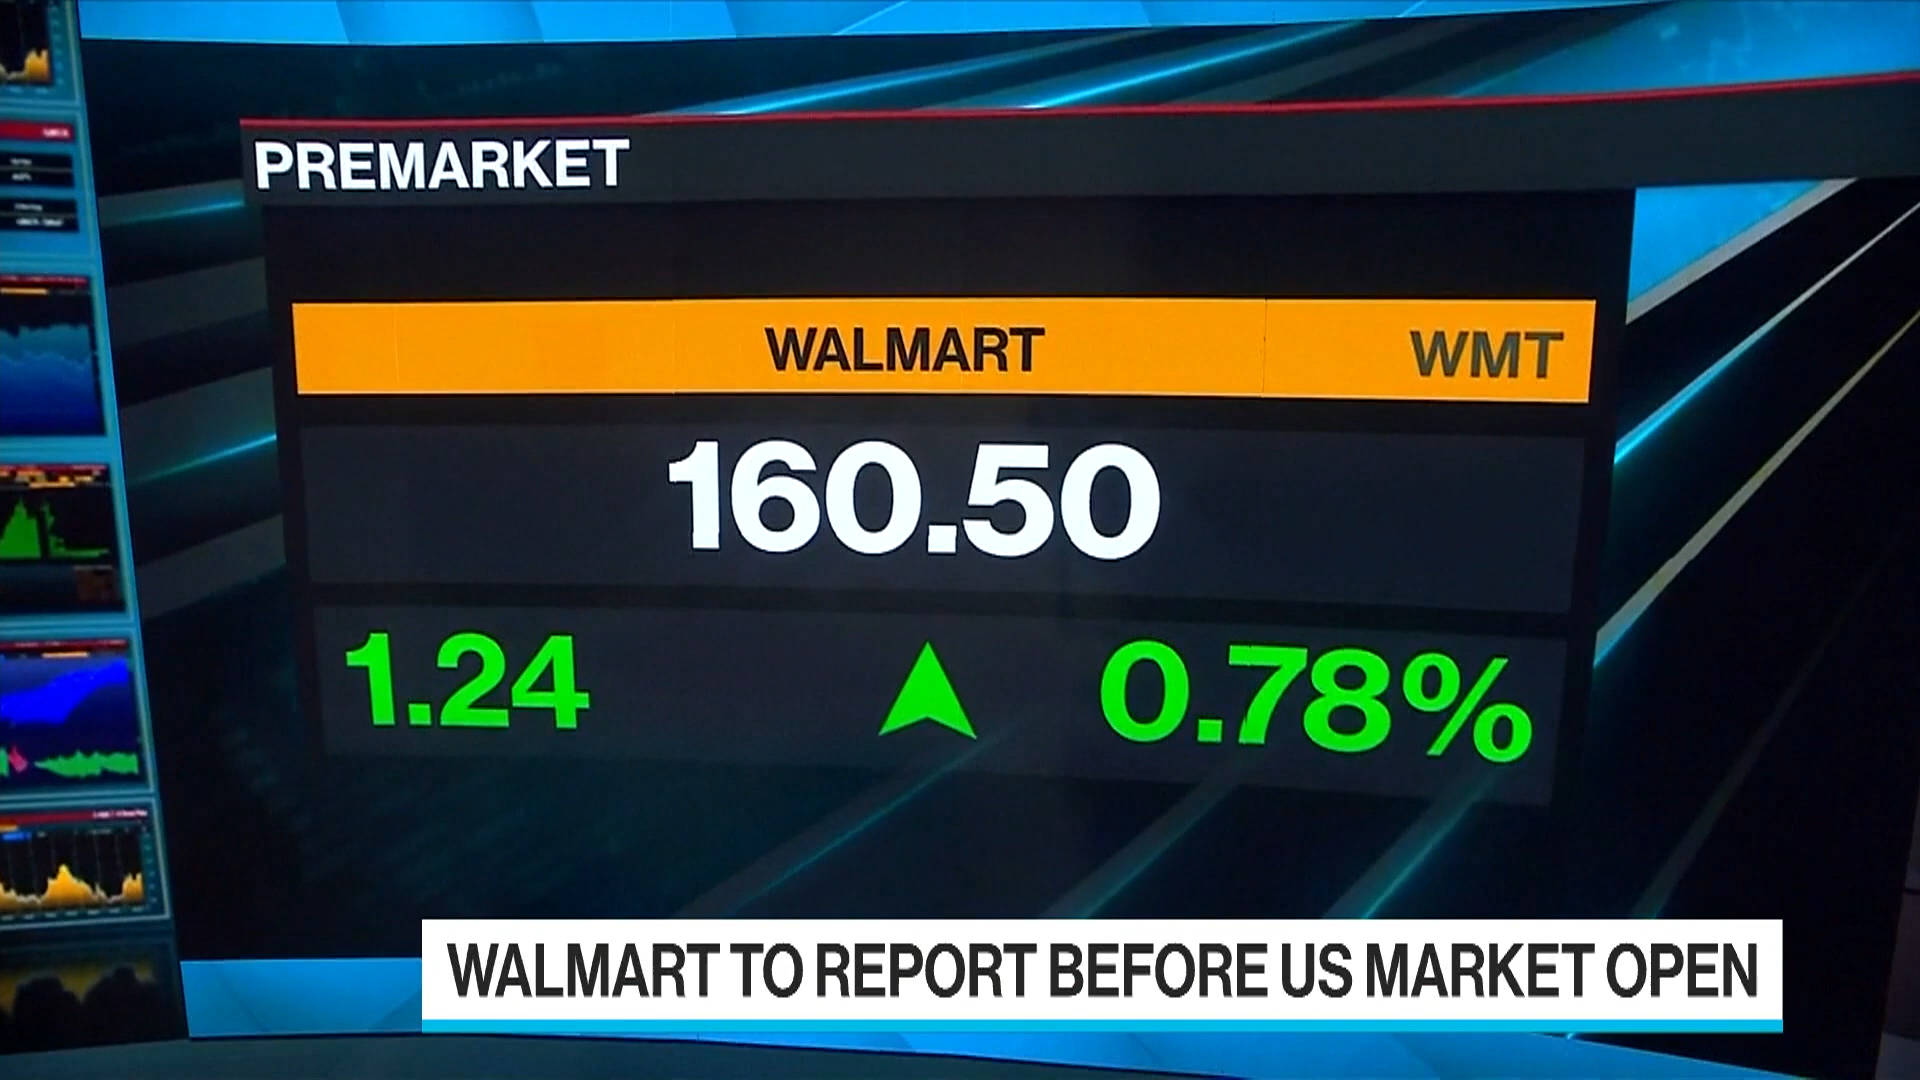 PREMARKET
WALMART WMT
160.50
1.24 0.78%
WALMART TO REPORT BEFORE US MARKET OPEN